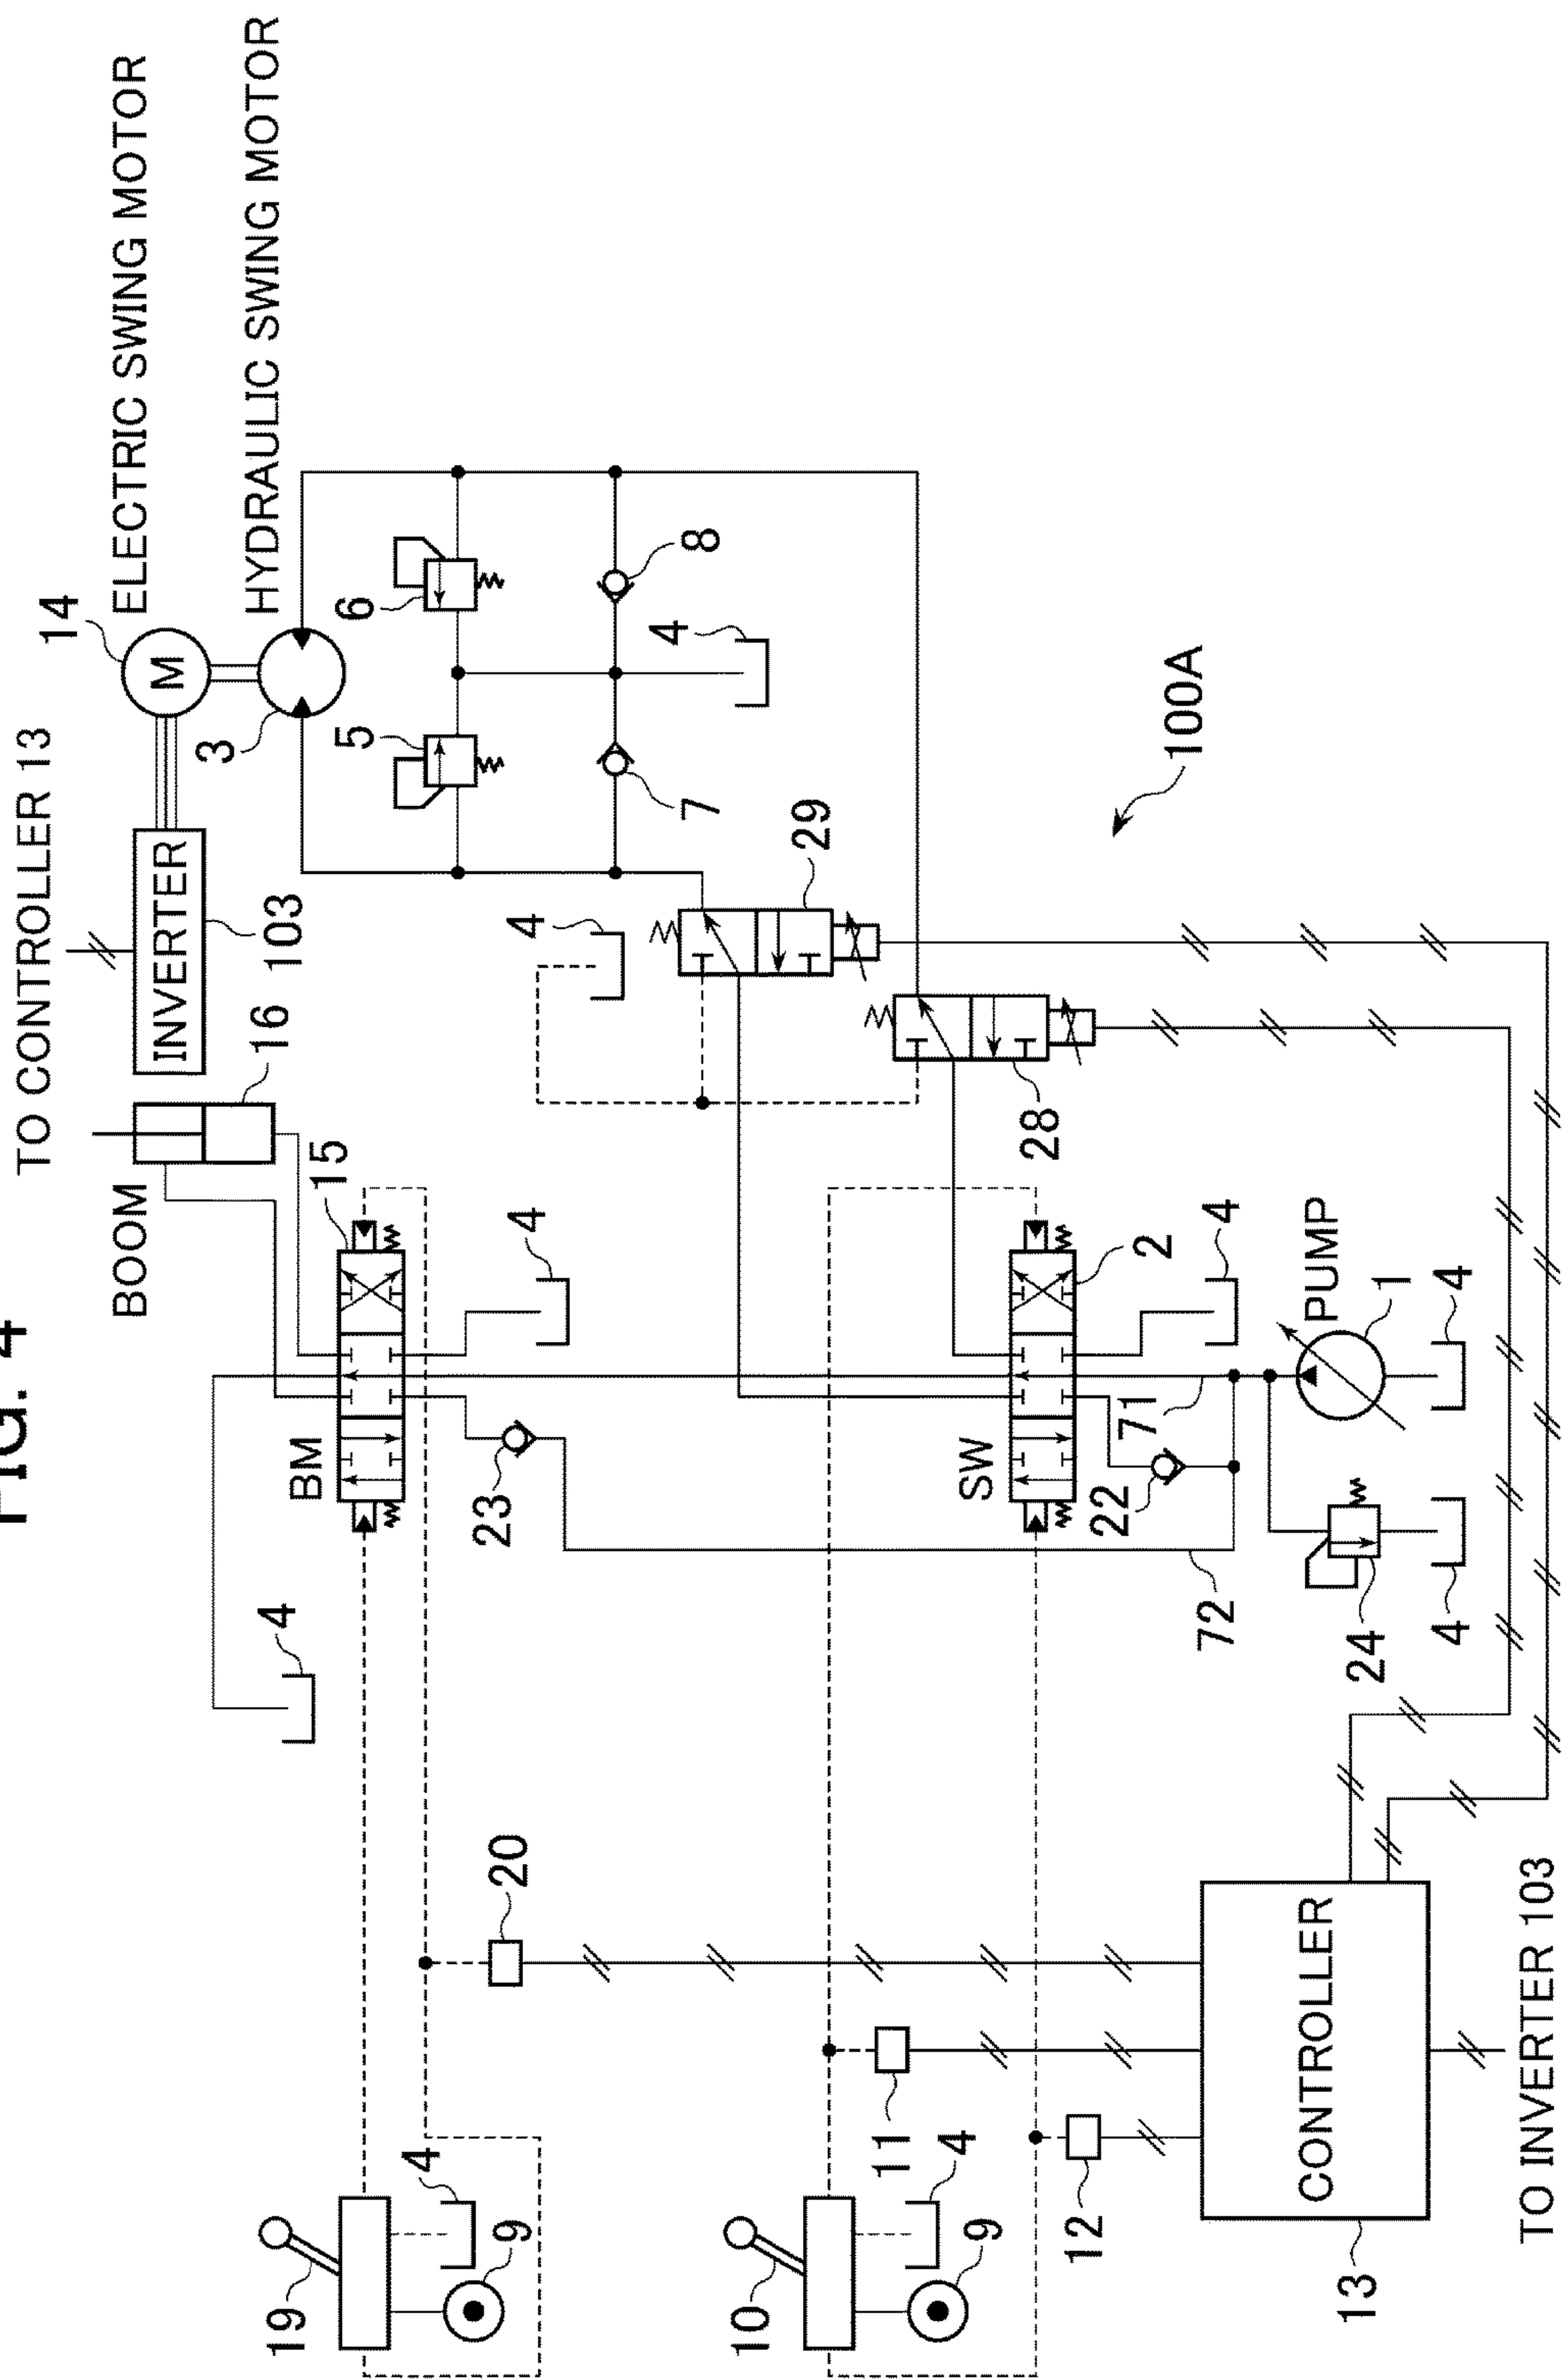 FIG. 4
TO CONTROLLER 13
14
ELECTRIC SWING MOTOR
HYDRAULIC SWING MOTOR
M
INVERTER
103
3
BOOM
16
15
5
6
4
7
8
4
29
28
100A
BM
4
23
4
SW
2
4
22
71
72
PUMP
1
4
24
4
20
19
4
9
10
4
9
11
12
CONTROLLER
13
TO INVERTER 103